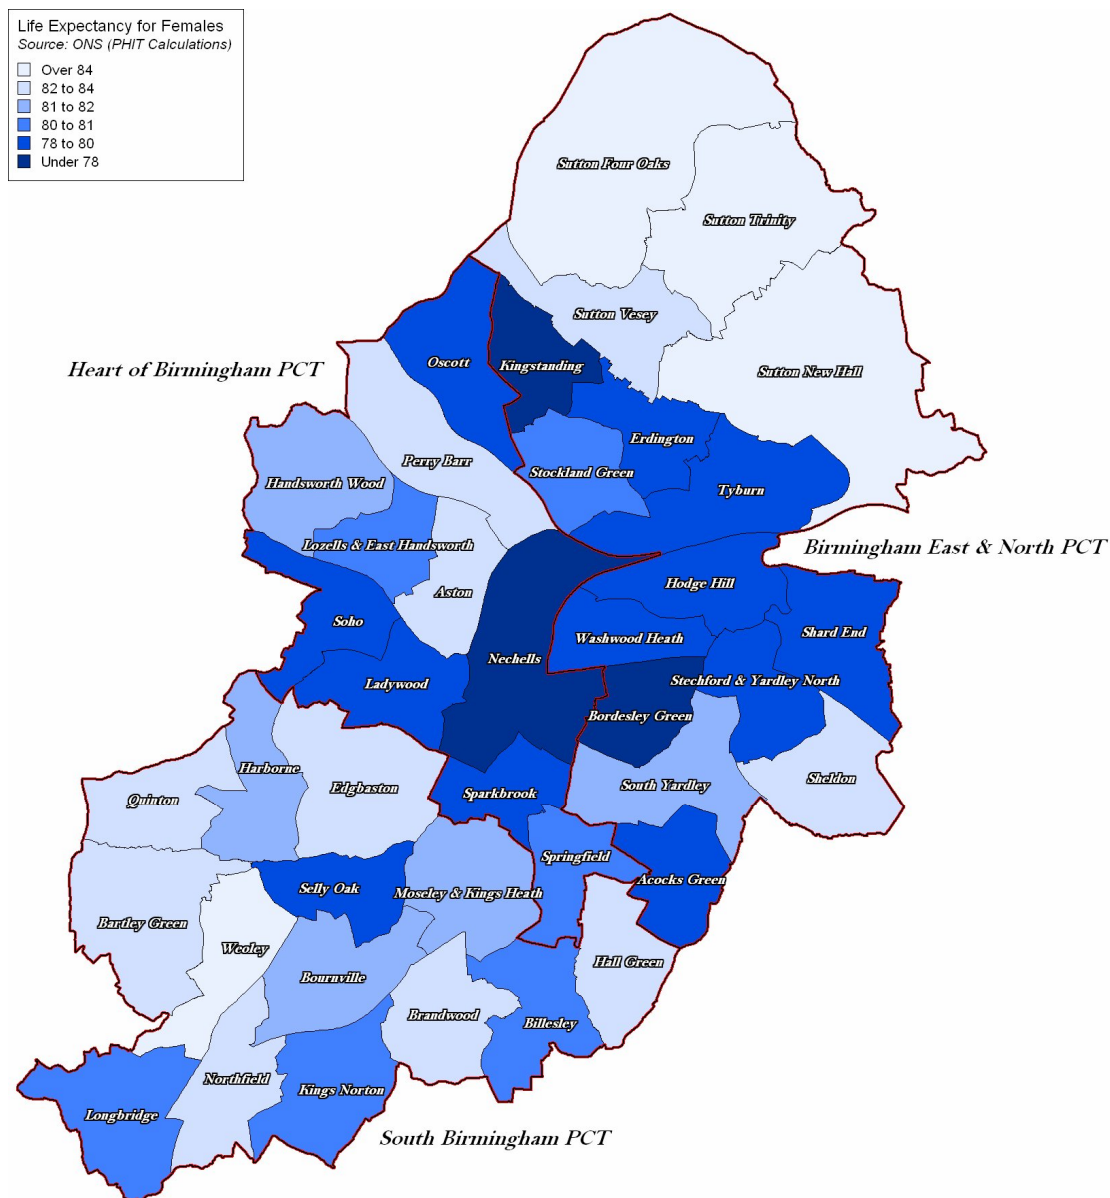 Life Expectancy for Females
Source: ONS (PHIT Calculations)
Over 84
82 to 84
81 to 82
80 to 81
78 to 80
Under 78
Sutton Four Oaks
Sutton Trinity
Sutton Vesey
Oscott
Kingstanding
Sutton New Hall
Heart of Birmingham PCT
Erdington
Perry Barr
Stockland Green
Handsworth Wood
Tyburn
Lozells & East Handsworth
Birmingham East & North PCT
Hodge Hill
Aston
Soho
Washwood Heath
Shard End
Nechells
Ladywood
Stechford & Yardley North
Bordesley Green
Harborne
Sheldon
South Yardley
Edgbaston
Sparkbrook
Quinton
Springfield
Acocks Green
Selly Oak
Moseley & Kings Heath
Bartley Green
Weoley
Hall Green
Bournville
Brandwood
Billesley
Northfield
Kings Norton
Longbridge
South Birmingham PCT